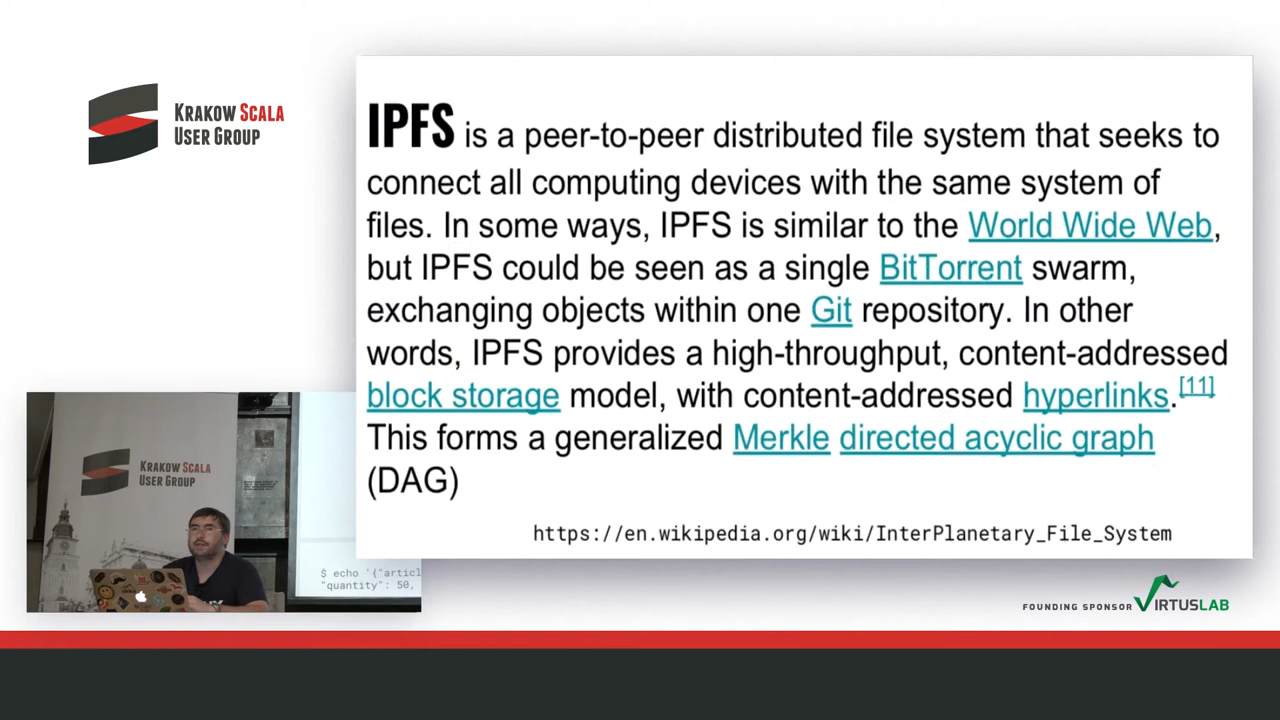 KRAKOW SCALA
USER GROUP
IPFS is a peer-to-peer distributed file system that seeks to
connect all computing devices with the same system of
files. In some ways, IPFS is similar to the World Wide Web,
but IPFS could be seen as a single BitTorrent swarm,
exchanging objects within one Git repository. In other
words, IPFS provides a high-throughput, content-addressed
block storage model, with content-addressed hyperlinks.[11]
This forms a generalized Merkle directed acyclic graph
(DAG)
https://en.wikipedia.org/wiki/InterPlanetary_File_System
KRAKOW SCALA
USER GROUP
$ echo '{"articl
"quantity": 50,
FOUNDING SPONSOR VIRTUSLAB